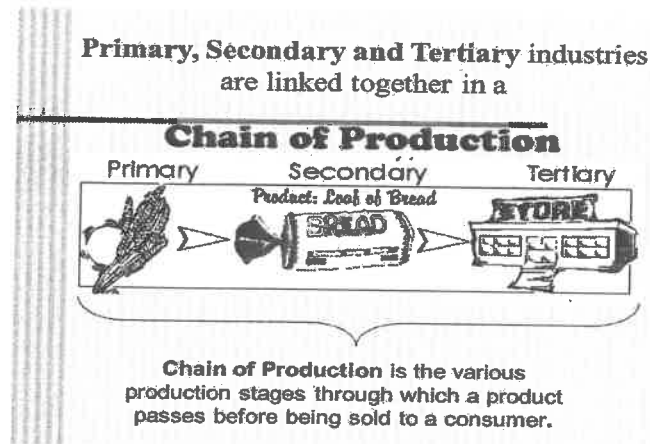 Primary, Secondary and Tertiary industries
are linked together in a
Chain of Production
Primary Secondary Tertiary
Product: Loaf of Bread
BREAD
STORE
Chain of Production is the various
production stages through which a product
passes before being sold to a consumer.